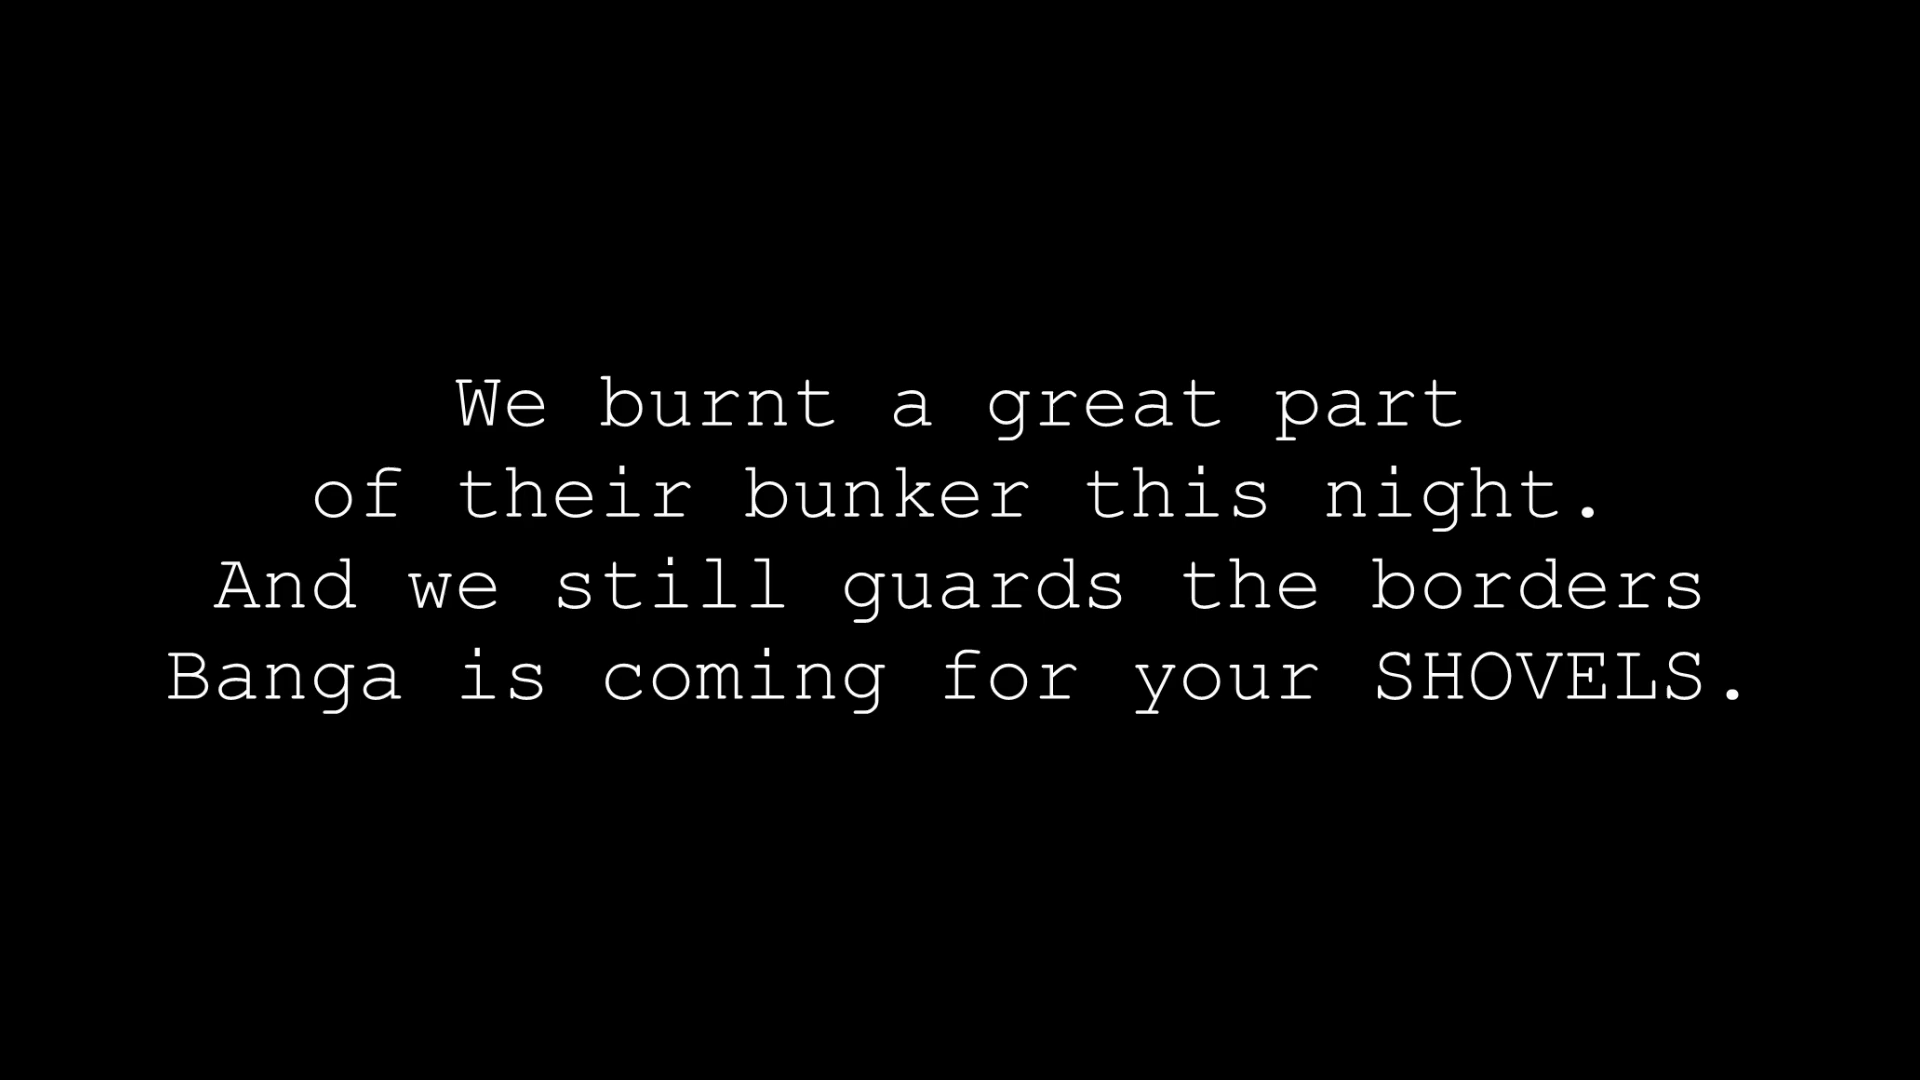 We burnt a great part
of their bunker this night.
And we still guards the borders
Banga is coming for your SHOVELS.